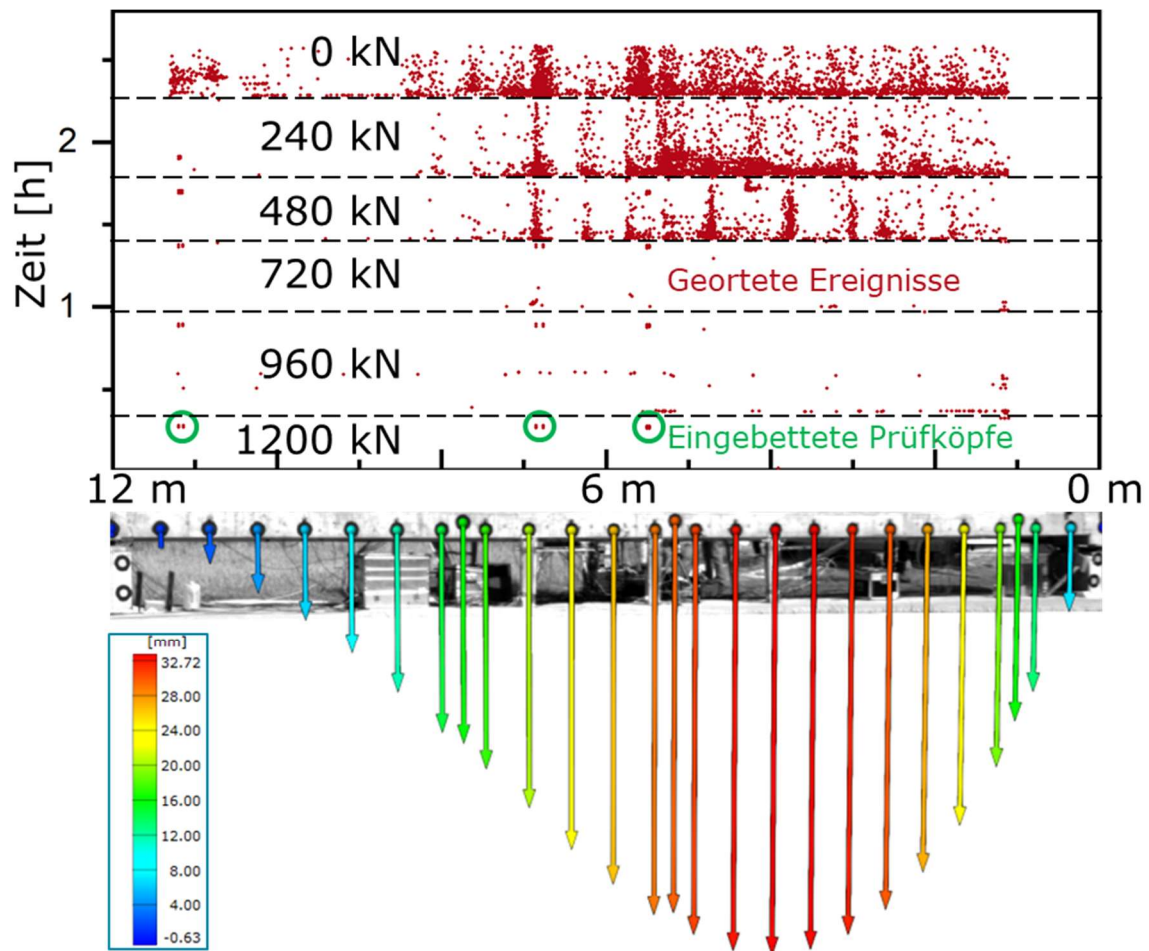 0 kN
2
240 kN
480 kN
Zeit [h]
720 kN
Geortete Ereignisse
1
960 kN
1200 kN
Eingebettete Prüfköpfe
12 m
6 m
0 m
[mm]
32.72
28.00
24.00
20.00
16.00
12.00
8.00
4.00
-0.63